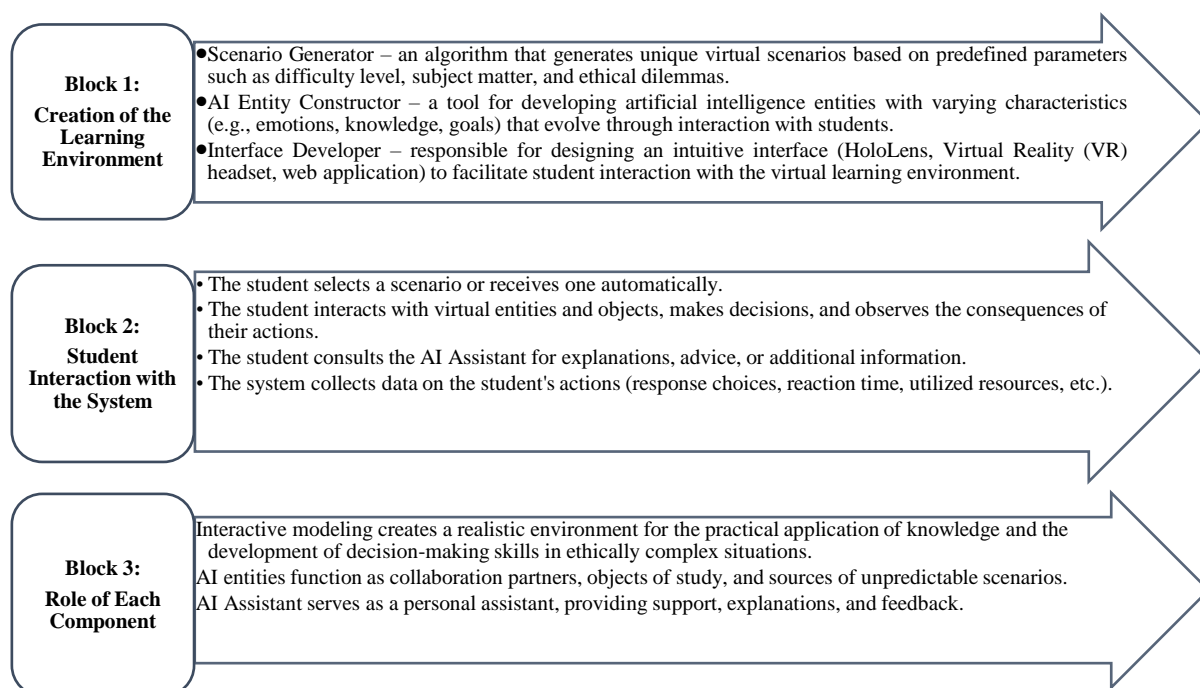 Block 1:
Creation of the
Learning
Environment
●Scenario Generator – an algorithm that generates unique virtual scenarios based on predefined parameters
such as difficulty level, subject matter, and ethical dilemmas.
●AI Entity Constructor – a tool for developing artificial intelligence entities with varying characteristics
(e.g., emotions, knowledge, goals) that evolve through interaction with students.
●Interface Developer – responsible for designing an intuitive interface (HoloLens, Virtual Reality (VR)
headset, web application) to facilitate student interaction with the virtual learning environment.
Block 2:
Student
Interaction with
the System
• The student selects a scenario or receives one automatically.
• The student interacts with virtual entities and objects, makes decisions, and observes the consequences of
their actions.
• The student consults the AI Assistant for explanations, advice, or additional information.
• The system collects data on the student's actions (response choices, reaction time, utilized resources, etc.).
Block 3:
Role of Each
Component
Interactive modeling creates a realistic environment for the practical application of knowledge and the
development of decision-making skills in ethically complex situations.
AI entities function as collaboration partners, objects of study, and sources of unpredictable scenarios.
AI Assistant serves as a personal assistant, providing support, explanations, and feedback.